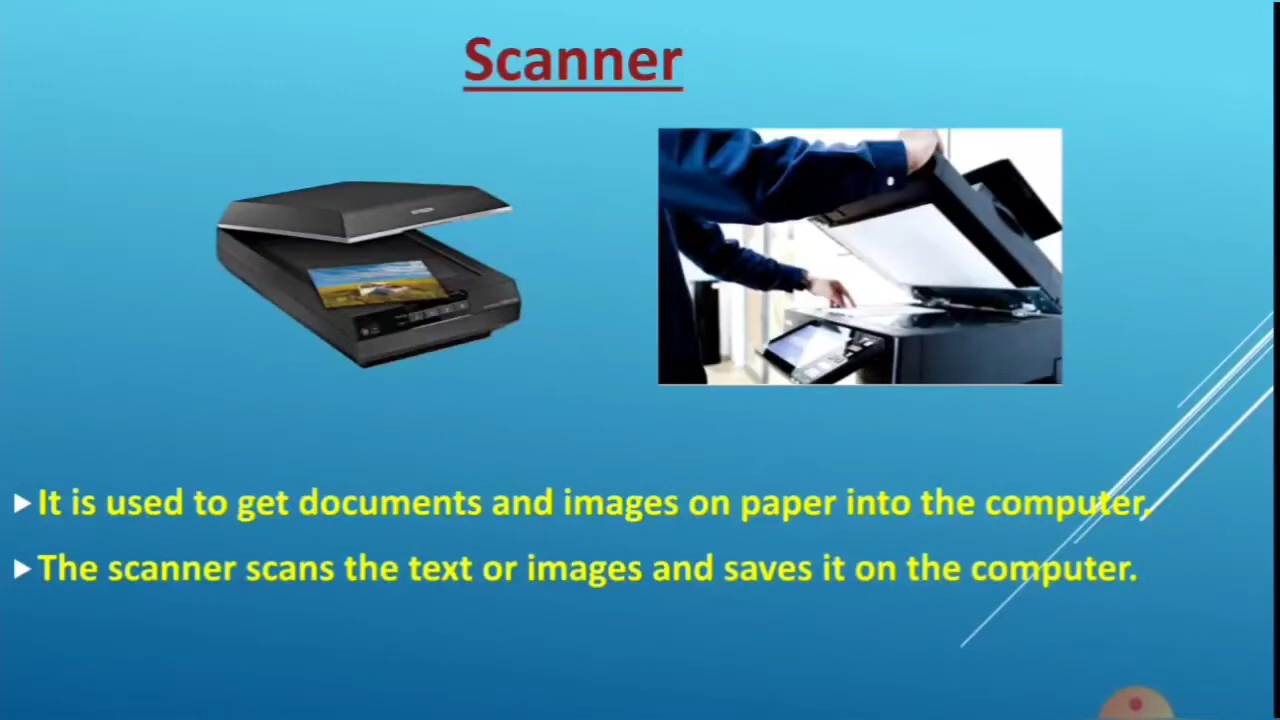 Scanner
It is used to get documents and images on paper into the computer,
The scanner scans the text or images and saves it on the computer.